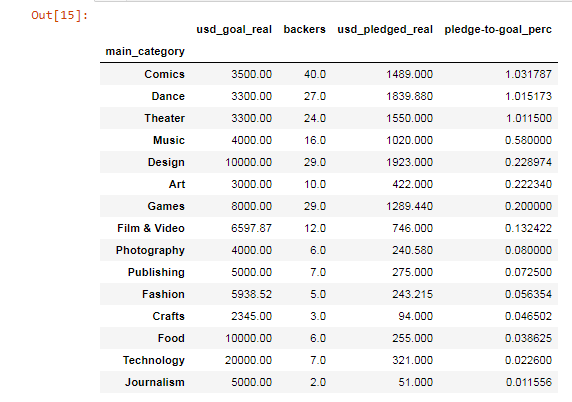 Out[15]:
usd_goal_real backers usd_pledged_real pledge-to-goal_perc
main_category
Comics 3500.00 40.0 1489.000 1.031787
Dance 3300.00 27.0 1839.880 1.015173
Theater 3300.00 24.0 1550.000 1.011500
Music 4000.00 16.0 1020.000 0.580000
Design 10000.00 29.0 1923.000 0.228974
Art 3000.00 10.0 422.000 0.222340
Games 8000.00 29.0 1289.440 0.200000
Film & Video 6597.87 12.0 746.000 0.132422
Photography 4000.00 6.0 240.580 0.080000
Publishing 5000.00 7.0 275.000 0.072500
Fashion 5938.52 5.0 243.215 0.056354
Crafts 2345.00 3.0 94.000 0.046502
Food 10000.00 6.0 255.000 0.038625
Technology 20000.00 7.0 321.000 0.022600
Journalism 5000.00 2.0 51.000 0.011556